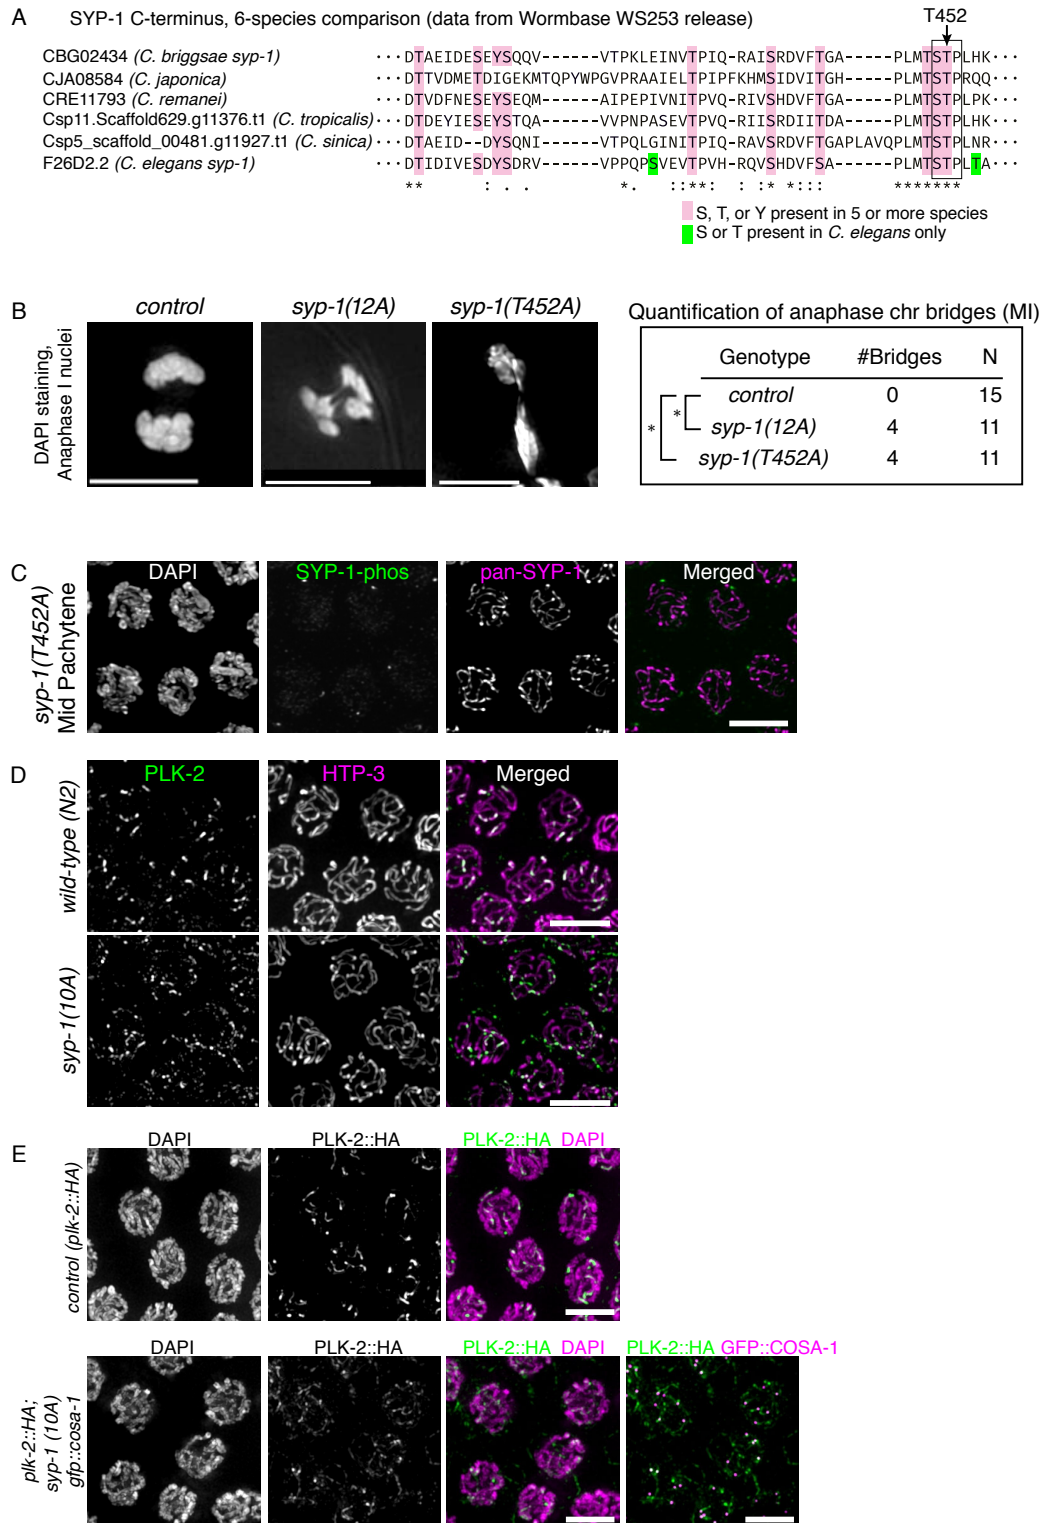 A SYP-1 C-terminus, 6-species comparison (data from Wormbase WS253 release)
T452
CBG02434 (C. briggsae syp-1) ···DTAEIDESEYSQQV------VTPKLEINVTPIQ-RAISRDVFTGA-----PLMTSTPLHK···
CJA08584 (C. japonica) ···DTTVDMETDIGEKMTQPYWPGVPRAAIELTPIPFKHMSIDVITGA-----PLMTSTPRQQ···
CRE11793 (C. remanei) ···DTVDFNESEYSEQM------AIPEPIVNITPVQ-RIVSHDVFTGA-----PLMTSTPLPK···
Csp11.Scaffold629.g11376.t1 (C. tropicalis) ···DTDEYIESEYSTQA------VVPNPASEVTPIQ-RTISRDVFTGA-----PLMTSTPLHK···
Csp5_scaffold_00481.g11927.t1 (C. sinica) ···DTAEID--DYSQNI------VTPQLGINITPIQ-RAISRDVFTGAPLAVQPLMTSTPLNR···
F26D2.2 (C. elegans syp-1) ···DTIDIVESDYSDRV------VPPQPSVEVTPVH-RQVSHDVFSA------PLMTSTPLTA···
** : . . *. ::**: : *::: *******
S, T, or Y present in 5 or more species
S or T present in C. elegans only
B
control
syp-1(12A)
syp-1(T452A)
DAPI staining,
Anaphase I nuclei
Quantification of anaphase chr bridges (MI)
Genotype #Bridges N
control 0 15
* syp-1(12A) 4 11
* syp-1(T452A) 4 11
C
syp-1(T452A)
Mid Pachytene
DAPI
SYP-1-phos
pan-SYP-1
Merged
D
wild-type (N2)
PLK-2
HTP-3
Merged
syp-1(10A)
E
control (plk-2::HA)
DAPI
PLK-2::HA
PLK-2::HA DAPI
plk-2::HA;
syp-1 (10A)
gfp::cosa-1
DAPI
PLK-2::HA
PLK-2::HA DAPI
PLK-2::HA GFP::COSA-1